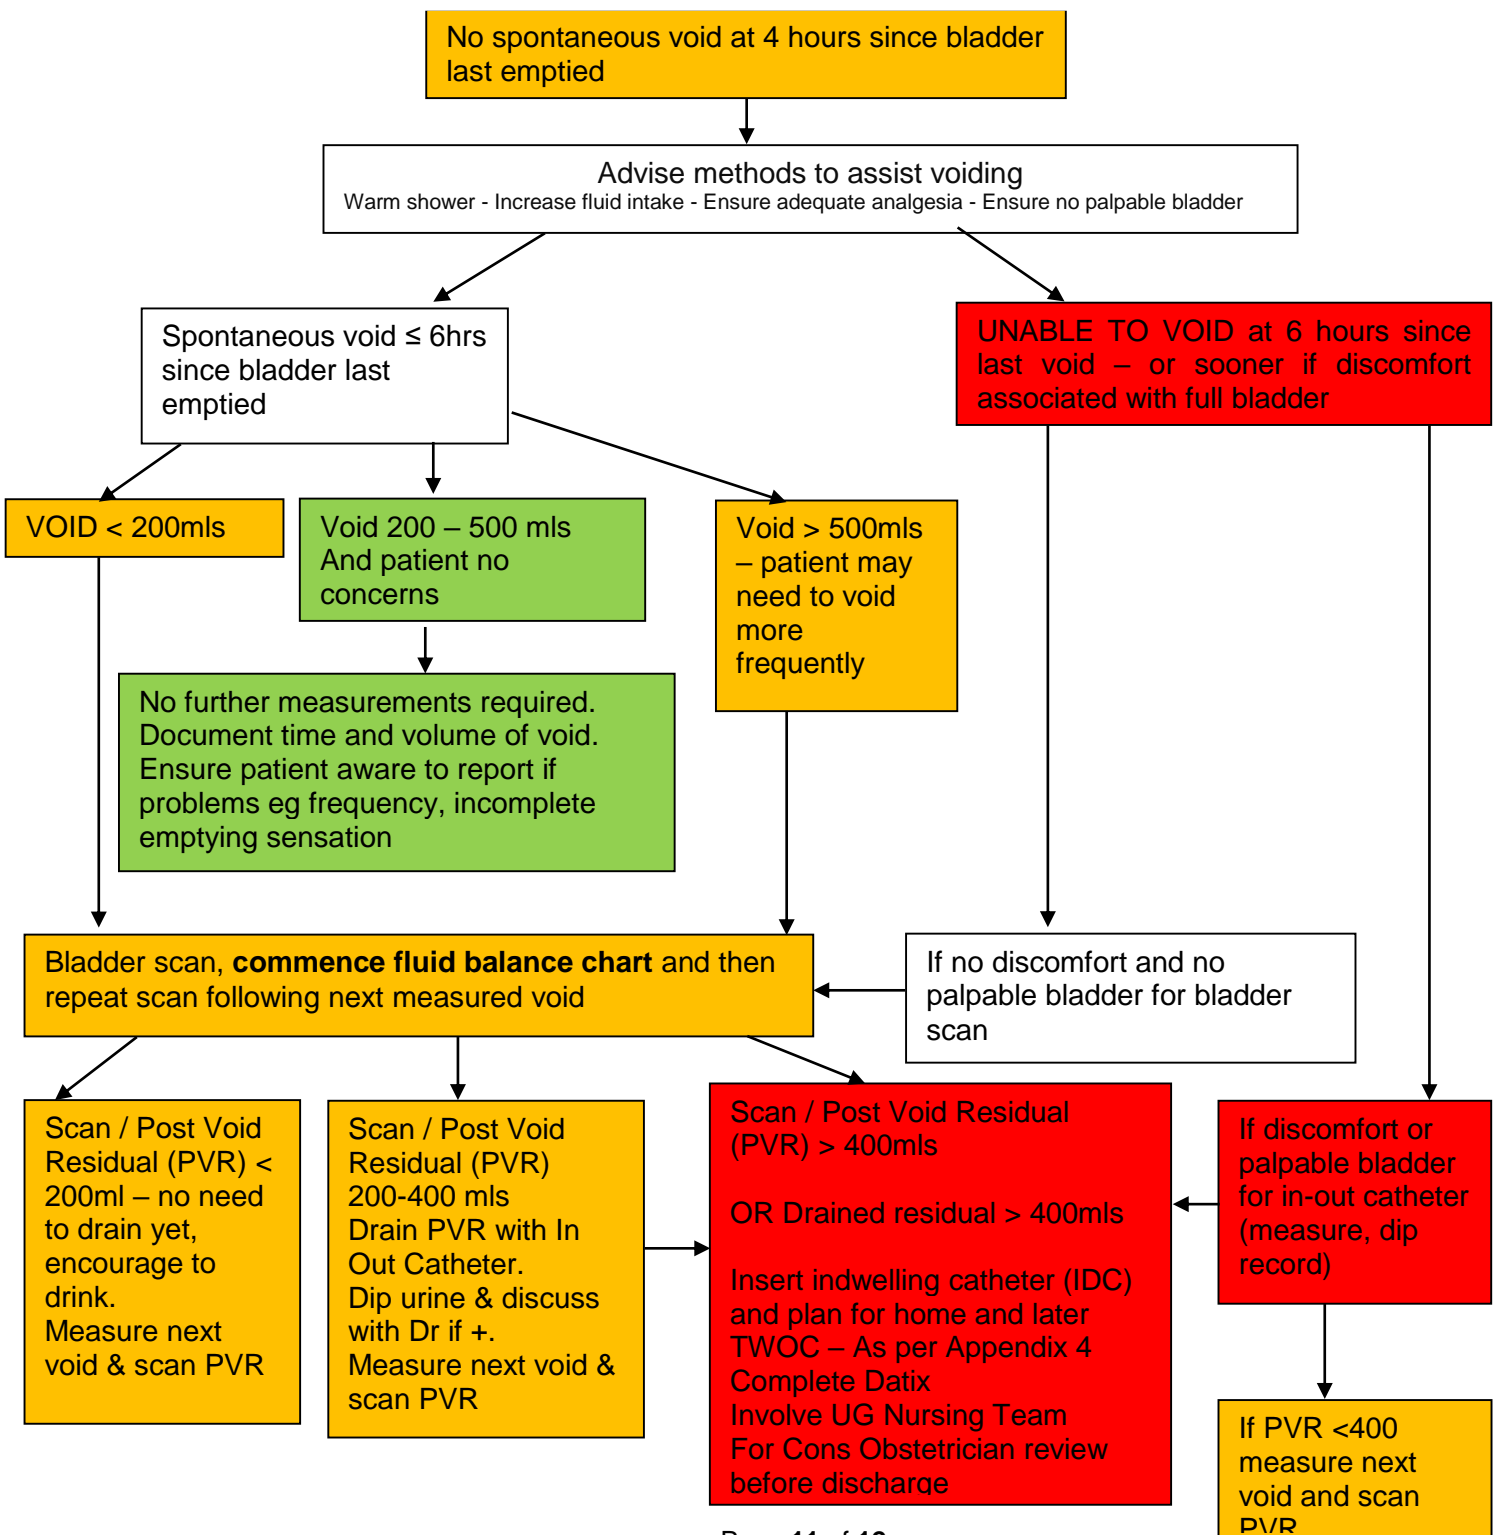 No spontaneous void at 4 hours since bladder
last emptied
Advise methods to assist voiding
Warm shower - Increase fluid intake - Ensure adequate analgesia - Ensure no palpable bladder
Spontaneous void ≤ 6hrs
since bladder last
emptied
UNABLE TO VOID at 6 hours since
last void – or sooner if discomfort
associated with full bladder
VOID < 200mls
Void 200 – 500 mls
And patient no
concerns
Void > 500mls
– patient may
need to void
more
frequently
No further measurements required.
Document time and volume of void.
Ensure patient aware to report if
problems eg frequency, incomplete
emptying sensation
Bladder scan, commence fluid balance chart and then
repeat scan following next measured void
If no discomfort and no
palpable bladder for bladder
scan
Scan / Post Void
Residual (PVR) <
200ml – no need
to drain yet,
encourage to
drink.
Measure next
void & scan PVR
Scan / Post Void
Residual (PVR)
200-400 mls
Drain PVR with In
Out Catheter.
Dip urine & discuss
with Dr if +.
Measure next void &
scan PVR
Scan / Post Void Residual
(PVR) > 400mls
OR Drained residual > 400mls
Insert indwelling catheter (IDC)
and plan for home and later
TWOC – As per Appendix 4
Complete Datix
Involve UG Nursing Team
For Cons Obstetrician review
before discharge
If discomfort or
palpable bladder
for in-out catheter
(measure, dip
record)
If PVR <400
measure next
void and scan
PVR